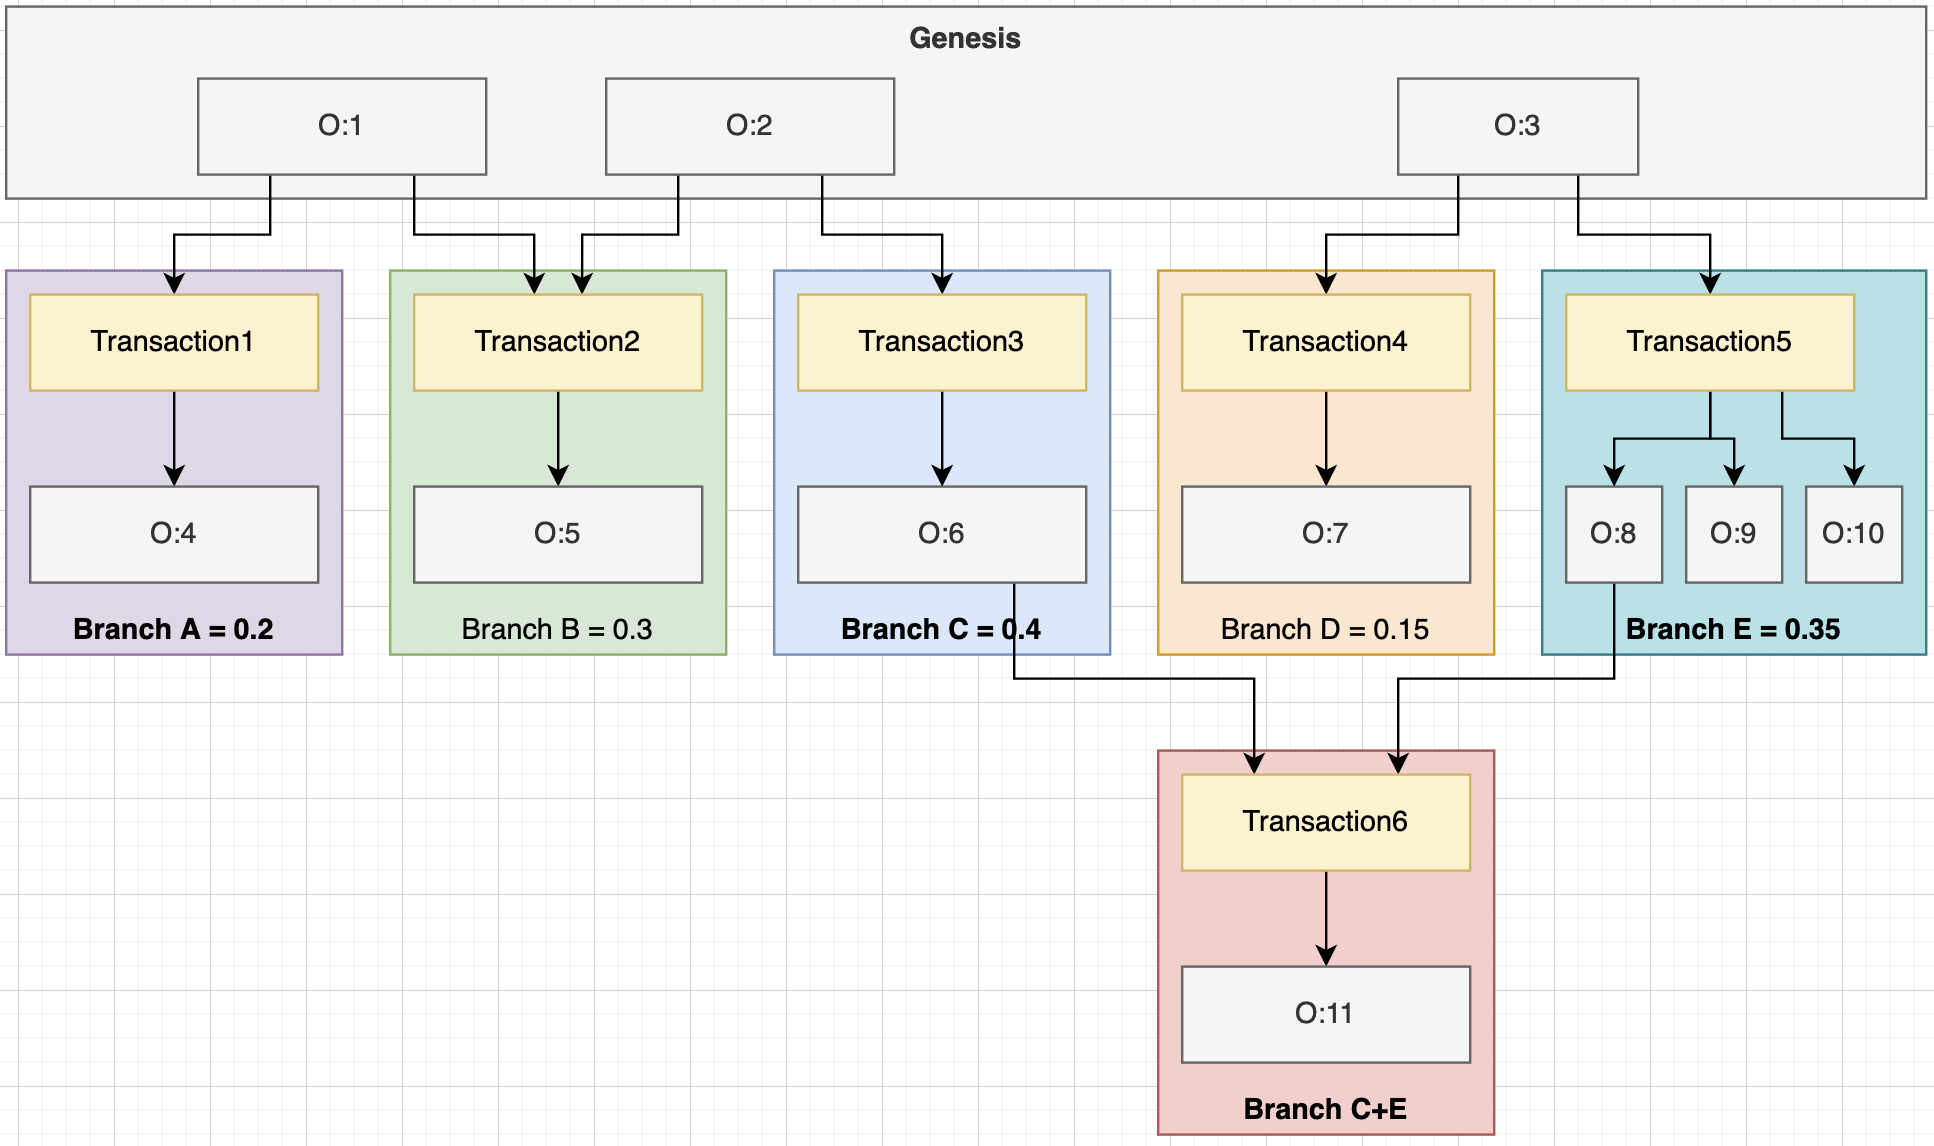 Genesis
O:1
O:2
O:3
Transaction1
Transaction2
Transaction3
Transaction4
Transaction5
O:4
O:5
O:6
O:7
O:8
O:9
O:10
Branch A = 0.2
Branch B = 0.3
Branch C = 0.4
Branch D = 0.15
Branch E = 0.35
Transaction6
O:11
Branch C+E